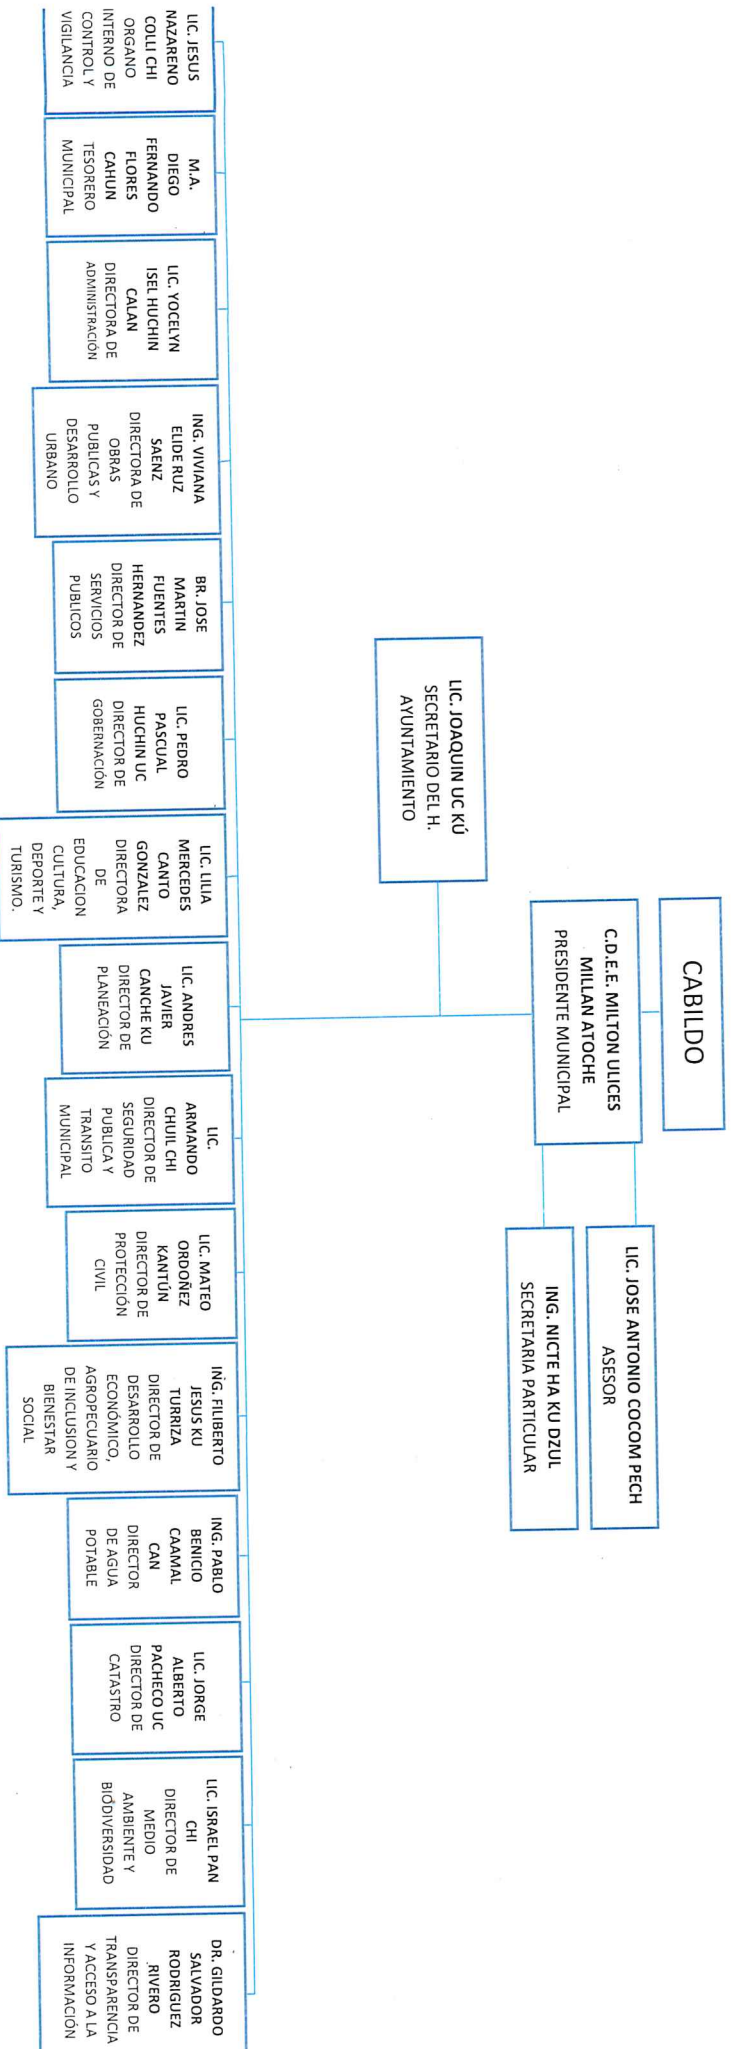 CABILDO
C.D.E.E. MILTON ULICES
MILLAN ATOCHE
PRESIDENTE MUNICIPAL
LIC. JOSE ANTONIO COCOM PECH
ASESOR
ING. NICTE HA KU DZUL
SECRETARIA PARTICULAR
LIC. JOAQUIN UC KÚ
SECRETARIO DEL H.
AYUNTAMIENTO
LIC. JESUS
NAZARENO
COLLI CHI
ORGANO
INTERNO DE
CONTROL Y
VIGILANCIA
M.A.
DIEGO
FERNANDO
FLORES
CAHUN
TESORERO
MUNICIPAL
LIC. YOCELYN
ISEL HUCHIN
CALAN
DIRECTORA DE
ADMINISTRACIÓN
ING. VIVIANA
ELIDE RUZ
SAENZ
DIRECTORA DE
OBRAS
PUBLICAS Y
DESARROLLO
URBANO
BR. JOSE
MARTIN
FUENTES
HERNANDEZ
DIRECTOR DE
SERVICIOS
PUBLICOS
LIC. PEDRO
PASCUAL
HUCHIN UC
DIRECTOR DE
GOBERNACIÓN
LIC. LILIA
MERCEDES
CANTO
GONZALEZ
DIRECTORA
DE
EDUCACION
CULTURA,
DEPORTE Y
TURISMO.
LIC. ANDRES
JAVIER
CANCHE KU
DIRECTOR DE
PLANEACIÓN
LIC.
ARMANDO
CHUIL CHI
DIRECTOR DE
SEGURIDAD
PUBLICA Y
TRANSITO
MUNICIPAL
LIC. MATEO
ORDOÑEZ
KANTÚN
DIRECTOR DE
PROTECCIÓN
CIVIL
ING. FILIBERTO
JESUS KU
TURRIZA
DIRECTOR DE
DESARROLLO
ECONÓMICO,
AGROPECUARIO
DE INCLUSION Y
BIENESTAR
SOCIAL
ING. PABLO
BENICIO
CAAMAL
CAN
DIRECTOR
DE AGUA
POTABLE
LIC. JORGE
ALBERTO
PACHECO UC
DIRECTOR DE
CATASTRO
LIC. ISRAEL PAN
CHI
DIRECTOR DE
MEDIO
AMBIENTE Y
BIODIVERSIDAD
DR. GILDARDO
SALVADOR
RODRIGUEZ
RIVERO
DIRECTOR DE
TRANSPARENCIA
Y ACCESO A LA
INFORMACIÓN